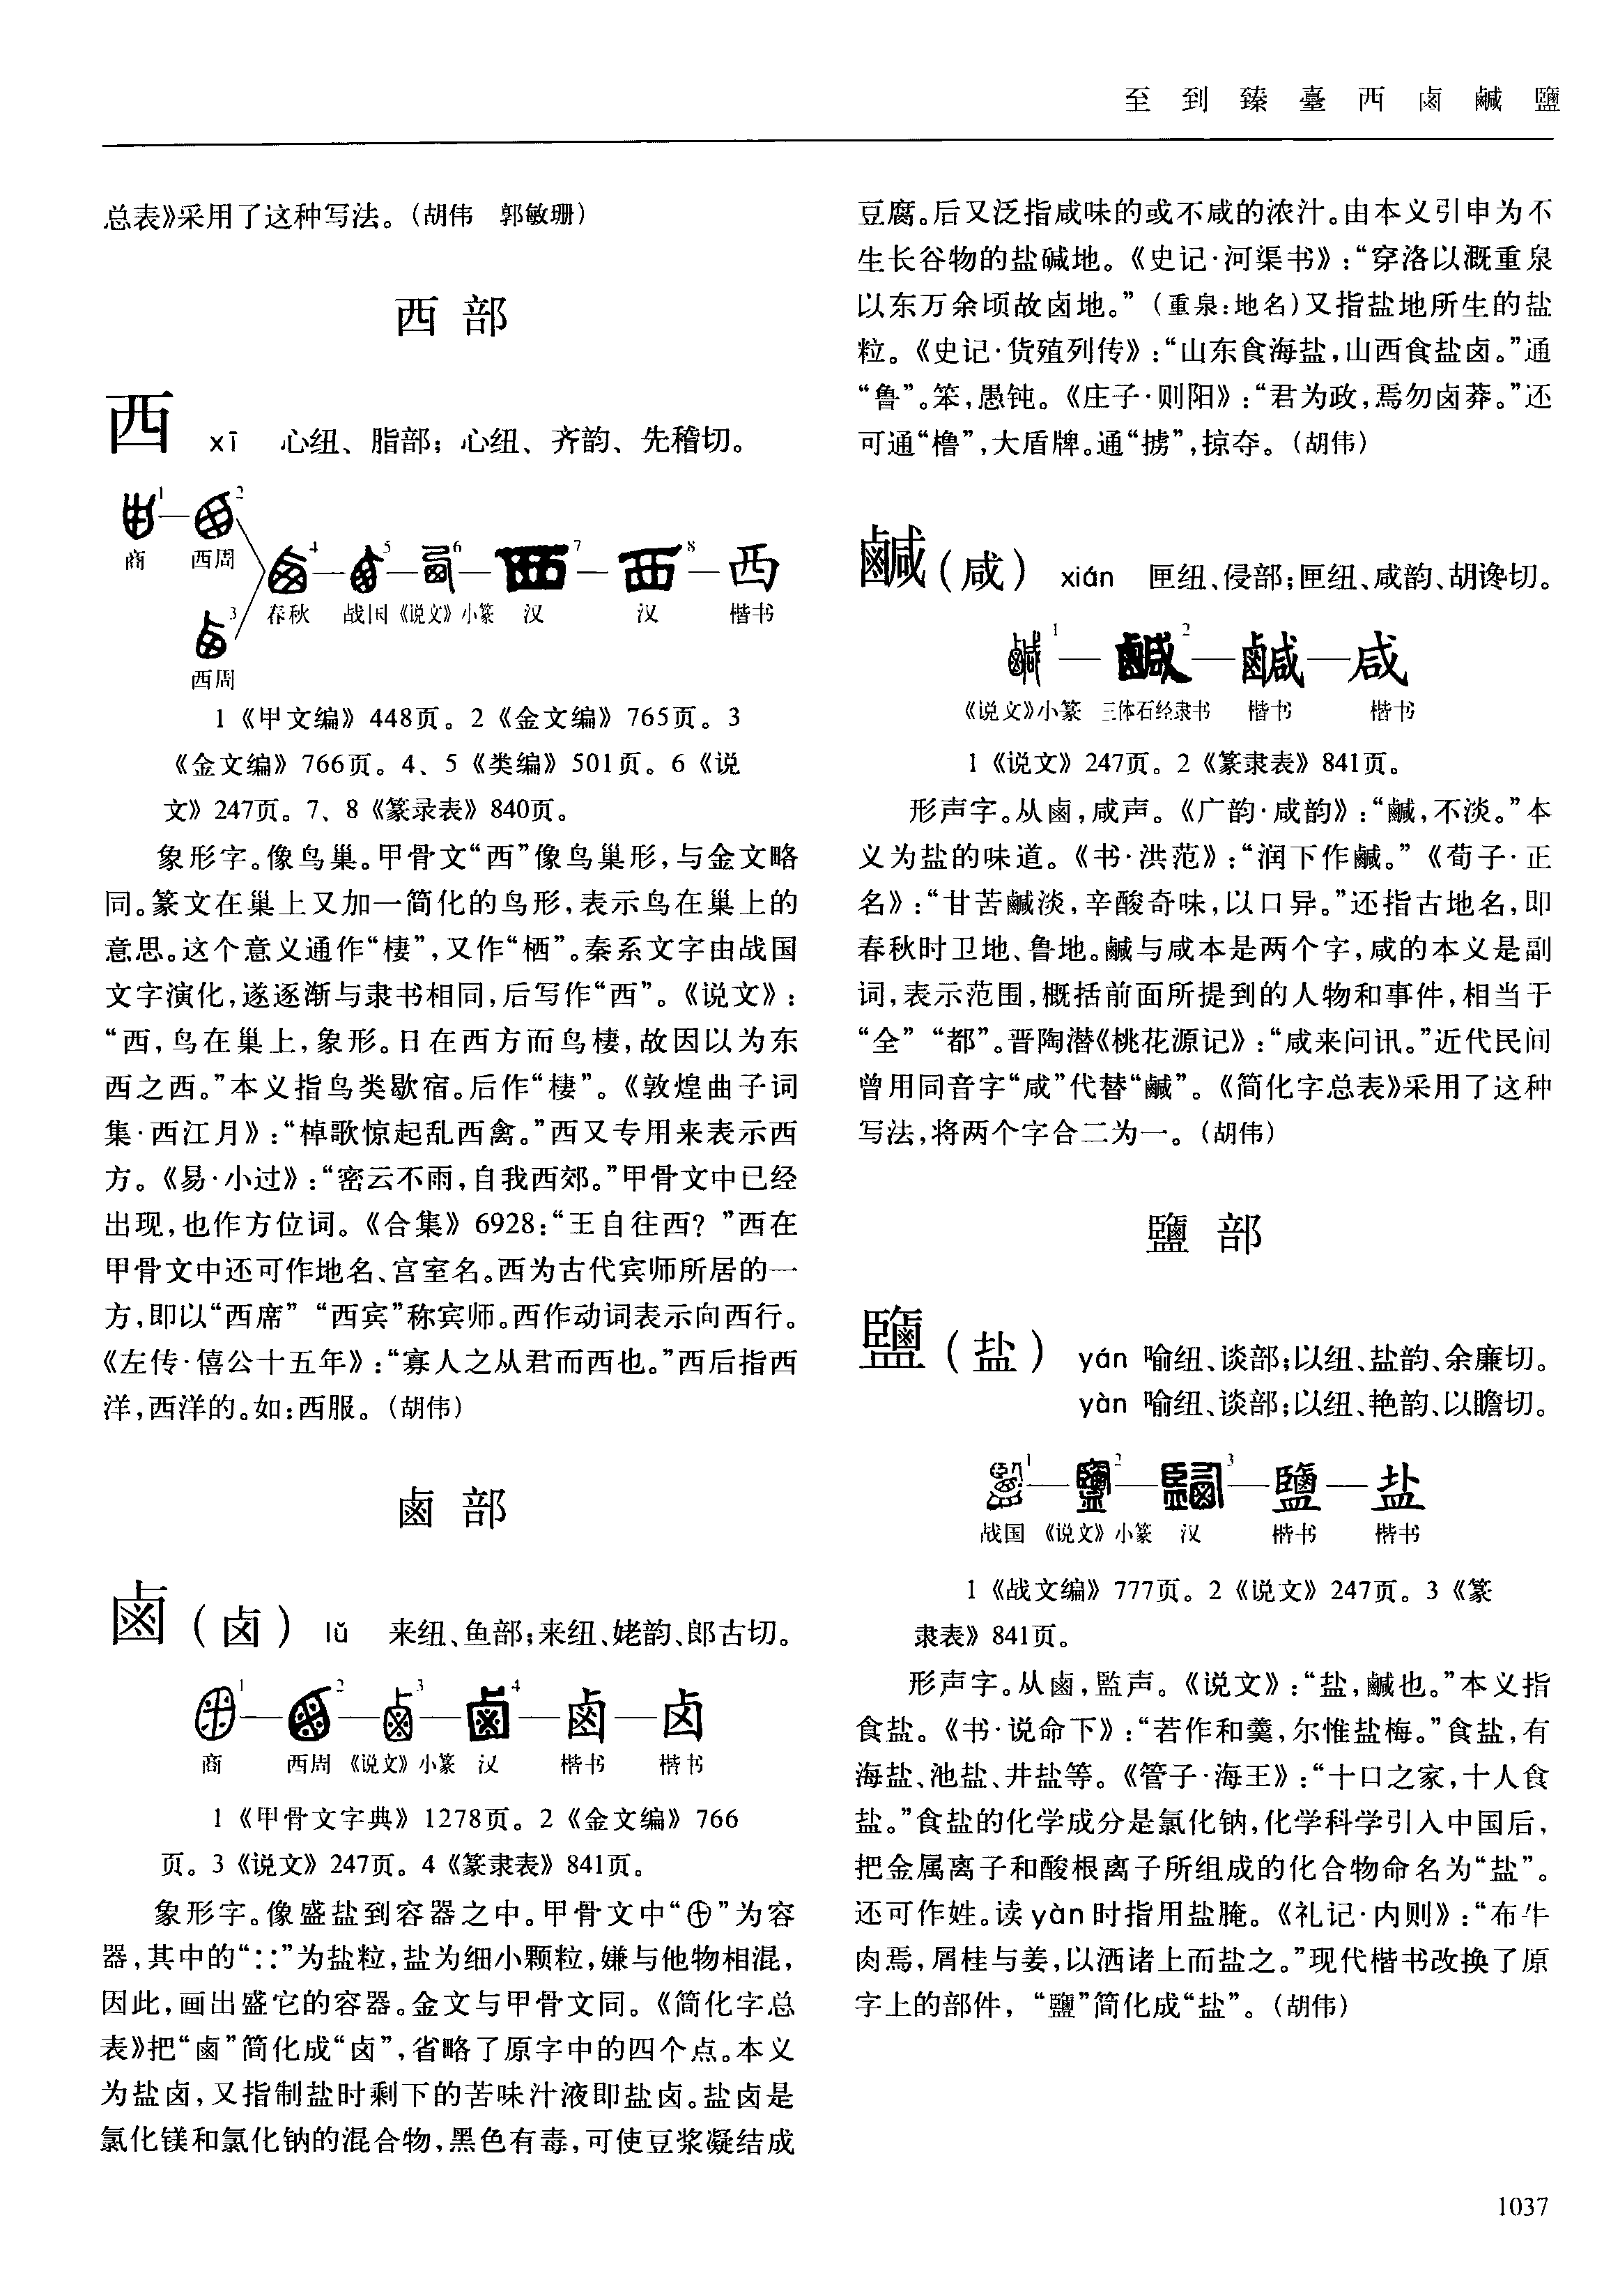 至 到 臻 臺 西 卤 鹹 鹽
总表》采用了这种写法。(胡伟 郭敏珊)
西 部
西 xī 心纽、脂部；心纽、齐韵、先稽切。
1 2
商 西周
4 5 6 7 8 西
3 春秋 战国 《说文》小篆 汉 汉 楷书
西周
1《甲文编》448页。2《金文编》765页。3
《金文编》766页。4、5《类编》501页。6《说
文》247页。7、8《篆录表》840页。
象形字。像鸟巢。甲骨文“西”像鸟巢形，与金文略
同。篆文在巢上又加一简化的鸟形，表示鸟在巢上的
意思。这个意义通作“棲”，又作“栖”。秦系文字由战国
文字演化，遂逐渐与隶书相同，后写作“西”。《说文》：
“西，鸟在巢上，象形。日在西方而鸟棲，故因以为东
西之西。”本义指鸟类歇宿。后作“棲”。《敦煌曲子词
集·西江月》：“棹歌惊起乱西禽。”西又专用来表示西
方。《易·小过》：“密云不雨，自我西郊。”甲骨文中已经
出现，也作方位词。《合集》6928：“王自往西？”西在
甲骨文中还可作地名、宫室名。西为古代宾师所居的一
方，即以“西席”“西宾”称宾师。西作动词表示向西行。
《左传·僖公十五年》：“寡人之从君而西也。”西后指西
洋，西洋的。如：西服。(胡伟)
卤 部
鹵(卤) lǔ 来纽、鱼部；来纽、姥韵、郎古切。
1 2 3 4 鹵 卤
商 西周 《说文》小篆 汉 楷书 楷书
1《甲骨文字典》1278页。2《金文编》766
页。3《说文》247页。4《篆隶表》841页。
象形字。像盛盐到容器之中。甲骨文中“⊕”为容
器，其中的“∷”为盐粒，盐为细小颗粒，嫌与他物相混，
因此，画出盛它的容器。金文与甲骨文同。《简化字总
表》把“鹵”简化成“卤”，省略了原字中的四个点。本义
为盐卤，又指制盐时剩下的苦味汁液即盐卤。盐卤是
氯化镁和氯化钠的混合物，黑色有毒，可使豆浆凝结成
豆腐。后又泛指咸味的或不咸的浓汁。由本义引申为不
生长谷物的盐碱地。《史记·河渠书》：“穿洛以溉重泉
以东万余顷故卤地。”(重泉：地名)又指盐地所生的盐
粒。《史记·货殖列传》：“山东食海盐，山西食盐卤。”通
“鲁”。笨，愚钝。《庄子·则阳》：“君为政，焉勿卤莽。”还
可通“橹”，大盾牌。通“掳”，掠夺。(胡伟)
鹹(咸) xián 匣纽、侵部；匣纽、咸韵、胡谗切。
1 2 鹹 咸
《说文》小篆 三体石经隶书 楷书 楷书
1《说文》247页。2《篆隶表》841页。
形声字。从鹵，咸声。《广韵·咸韵》：“鹹，不淡。”本
义为盐的味道。《书·洪范》：“润下作鹹。”《荀子·正
名》：“甘苦鹹淡，辛酸奇味，以口异。”还指古地名，即
春秋时卫地、鲁地。鹹与咸本是两个字，咸的本义是副
词，表示范围，概括前面所提到的人物和事件，相当于
“全”“都”。晋陶潜《桃花源记》：“咸来问讯。”近代民间
曾用同音字“咸”代替“鹹”。《简化字总表》采用了这种
写法，将两个字合二为一。(胡伟)
鹽 部
鹽(盐) yán 喻纽、谈部；以纽、盐韵、余廉切。
yàn 喻纽、谈部；以纽、艳韵、以瞻切。
1 2 3 鹽 盐
战国 《说文》小篆 汉 楷书 楷书
1《战文编》777页。2《说文》247页。3《篆
隶表》841页。
形声字。从鹵，監声。《说文》：“盐，鹹也。”本义指
食盐。《书·说命下》：“若作和羹，尔惟盐梅。”食盐，有
海盐、池盐、井盐等。《管子·海王》：“十口之家，十人食
盐。”食盐的化学成分是氯化钠，化学科学引入中国后，
把金属离子和酸根离子所组成的化合物命名为“盐”。
还可作姓。读yàn时指用盐腌。《礼记·内则》：“布牛
肉焉，屑桂与姜，以洒诸上而盐之。”现代楷书改换了原
字上的部件，“鹽”简化成“盐”。(胡伟)
1037